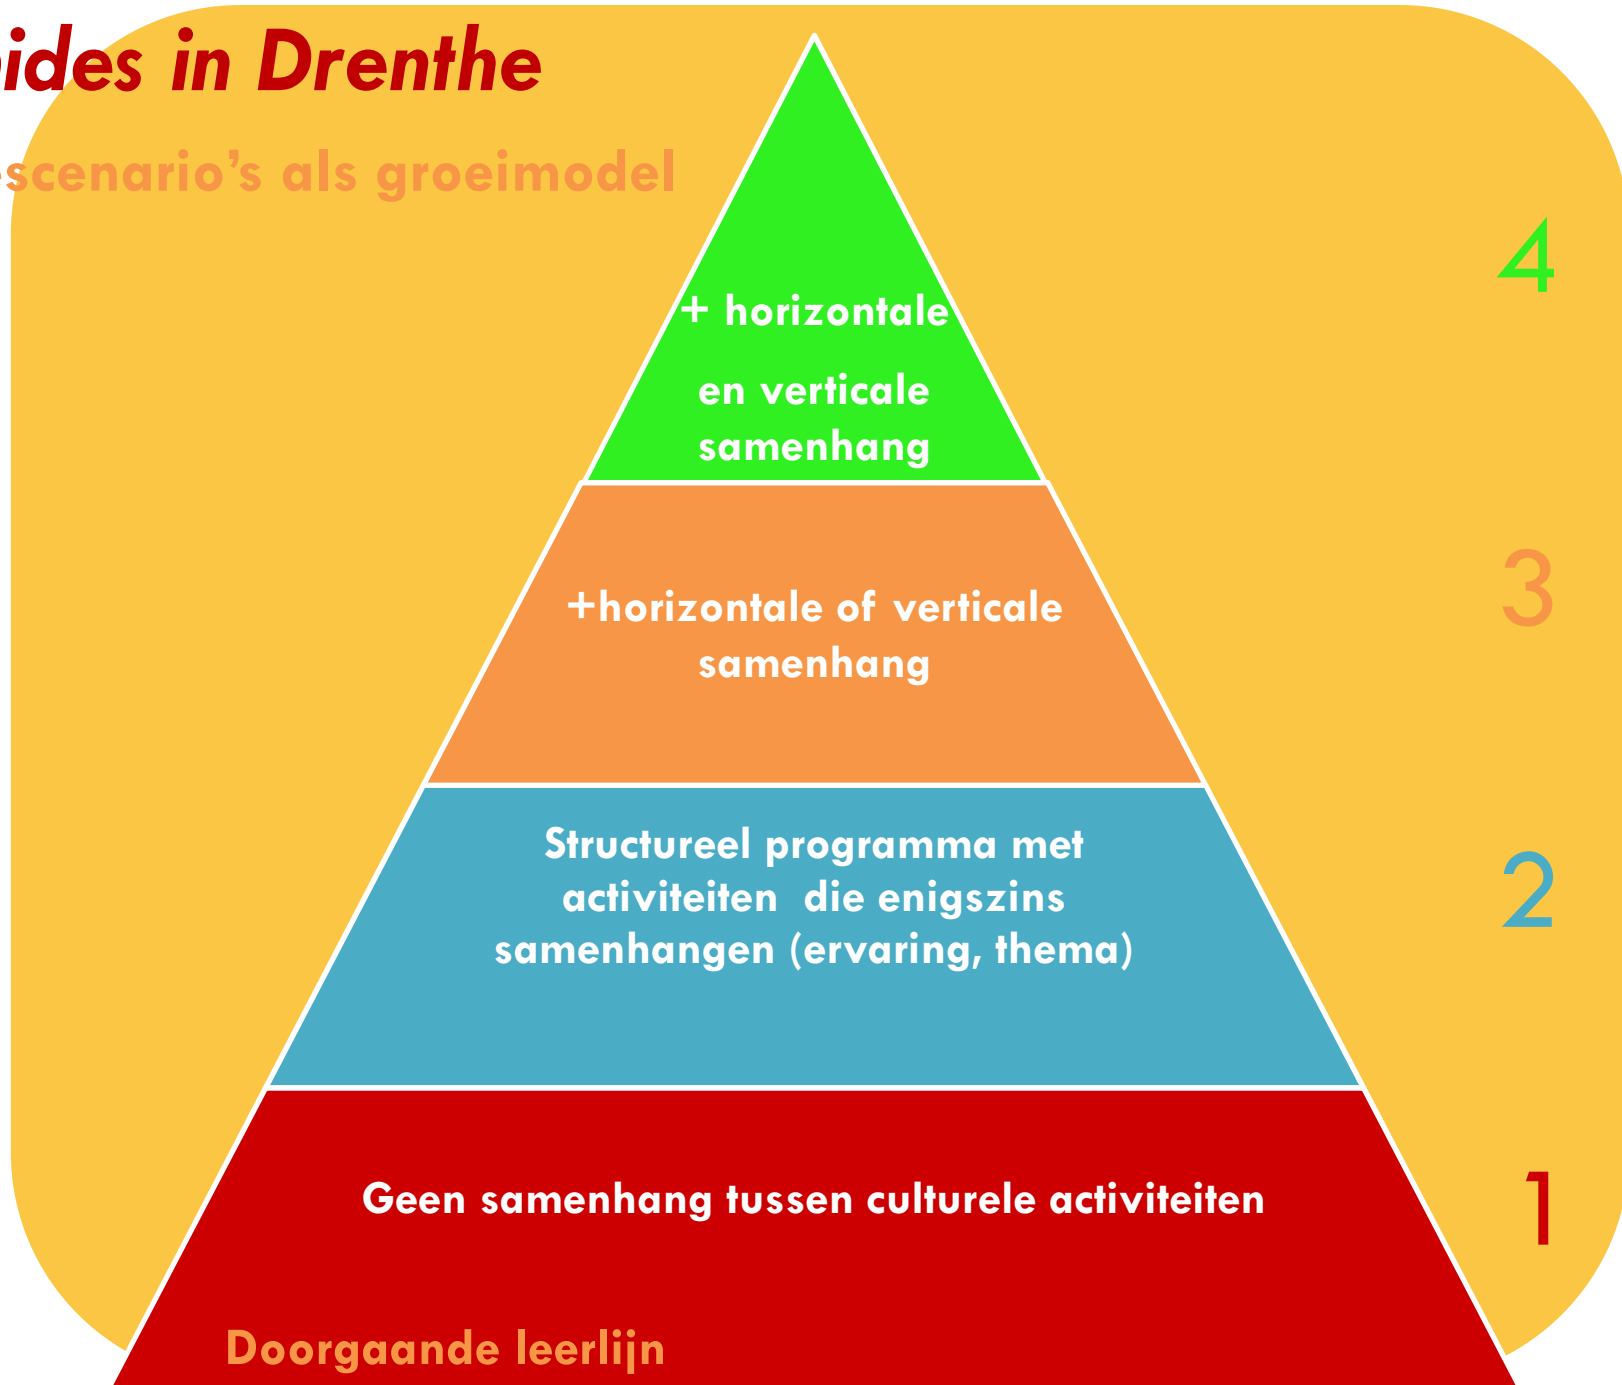 ides in Drenthe
scenario's als groeimodel
4
+ horizontale
en verticale
samenhang
3
+horizontale of verticale
samenhang
2
Structureel programma met
activiteiten die enigszins
samenhangen (ervaring, thema)
1
Geen samenhang tussen culturele activiteiten
Doorgaande leerlijn